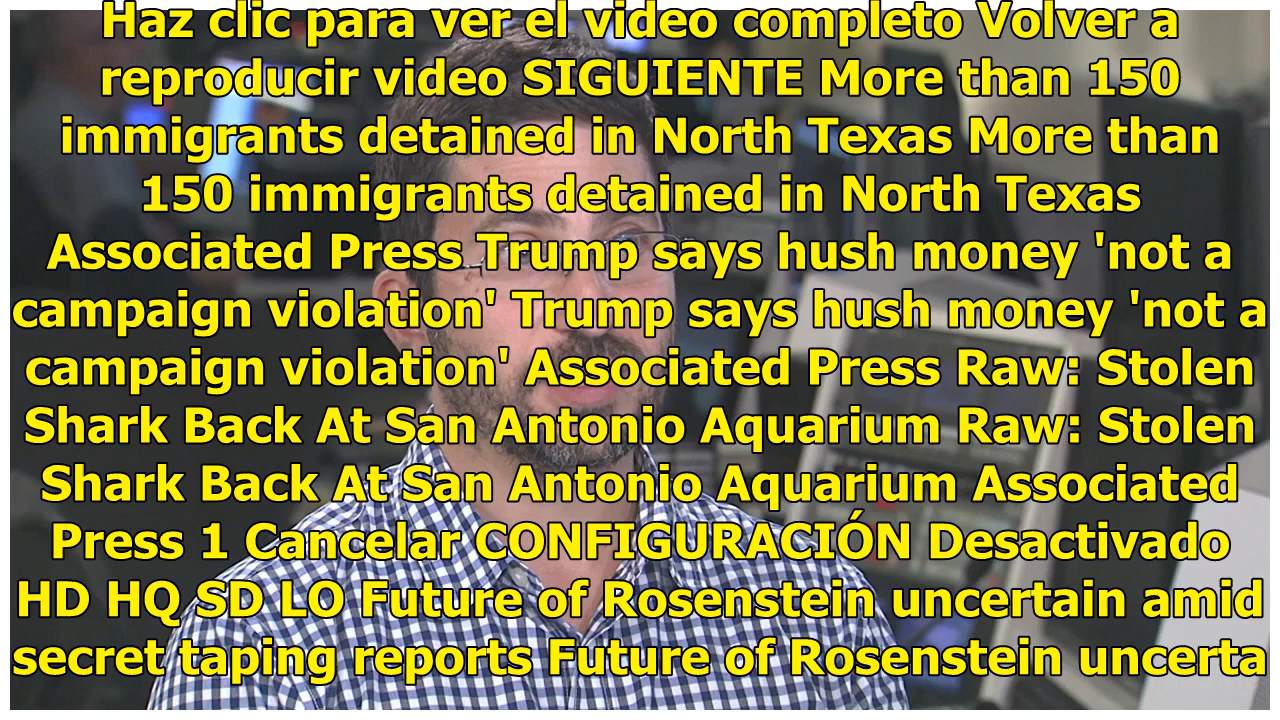 Haz clic para ver el video completo Volver a
reproducir video SIGUIENTE More than 150
immigrants detained in North Texas More than
150 immigrants detained in North Texas
Associated Press Trump says hush money 'not a
campaign violation' Trump says hush money 'not a
campaign violation' Associated Press Raw: Stolen
Shark Back At San Antonio Aquarium Raw: Stolen
Shark Back At San Antonio Aquarium Associated
Press 1 Cancelar CONFIGURACIÓN Desactivado
HD HQ SD LO Future of Rosenstein uncertain amid
secret taping reports Future of Rosenstein uncerta